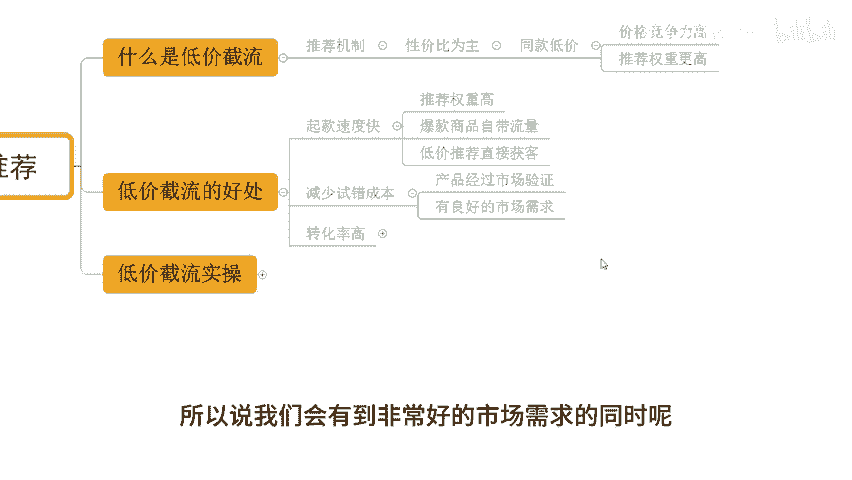 什么是低价截流
推荐机制
性价比为主
同款低价
价格竞争力高
推荐权重更高
推荐
低价截流的好处
起款速度快
推荐权重高
爆款商品自带流量
低价推荐直接获客
减少试错成本
产品经过市场验证
有良好的市场需求
转化率高
低价截流实操
所以说我们会有到非常好的市场需求的同时呢